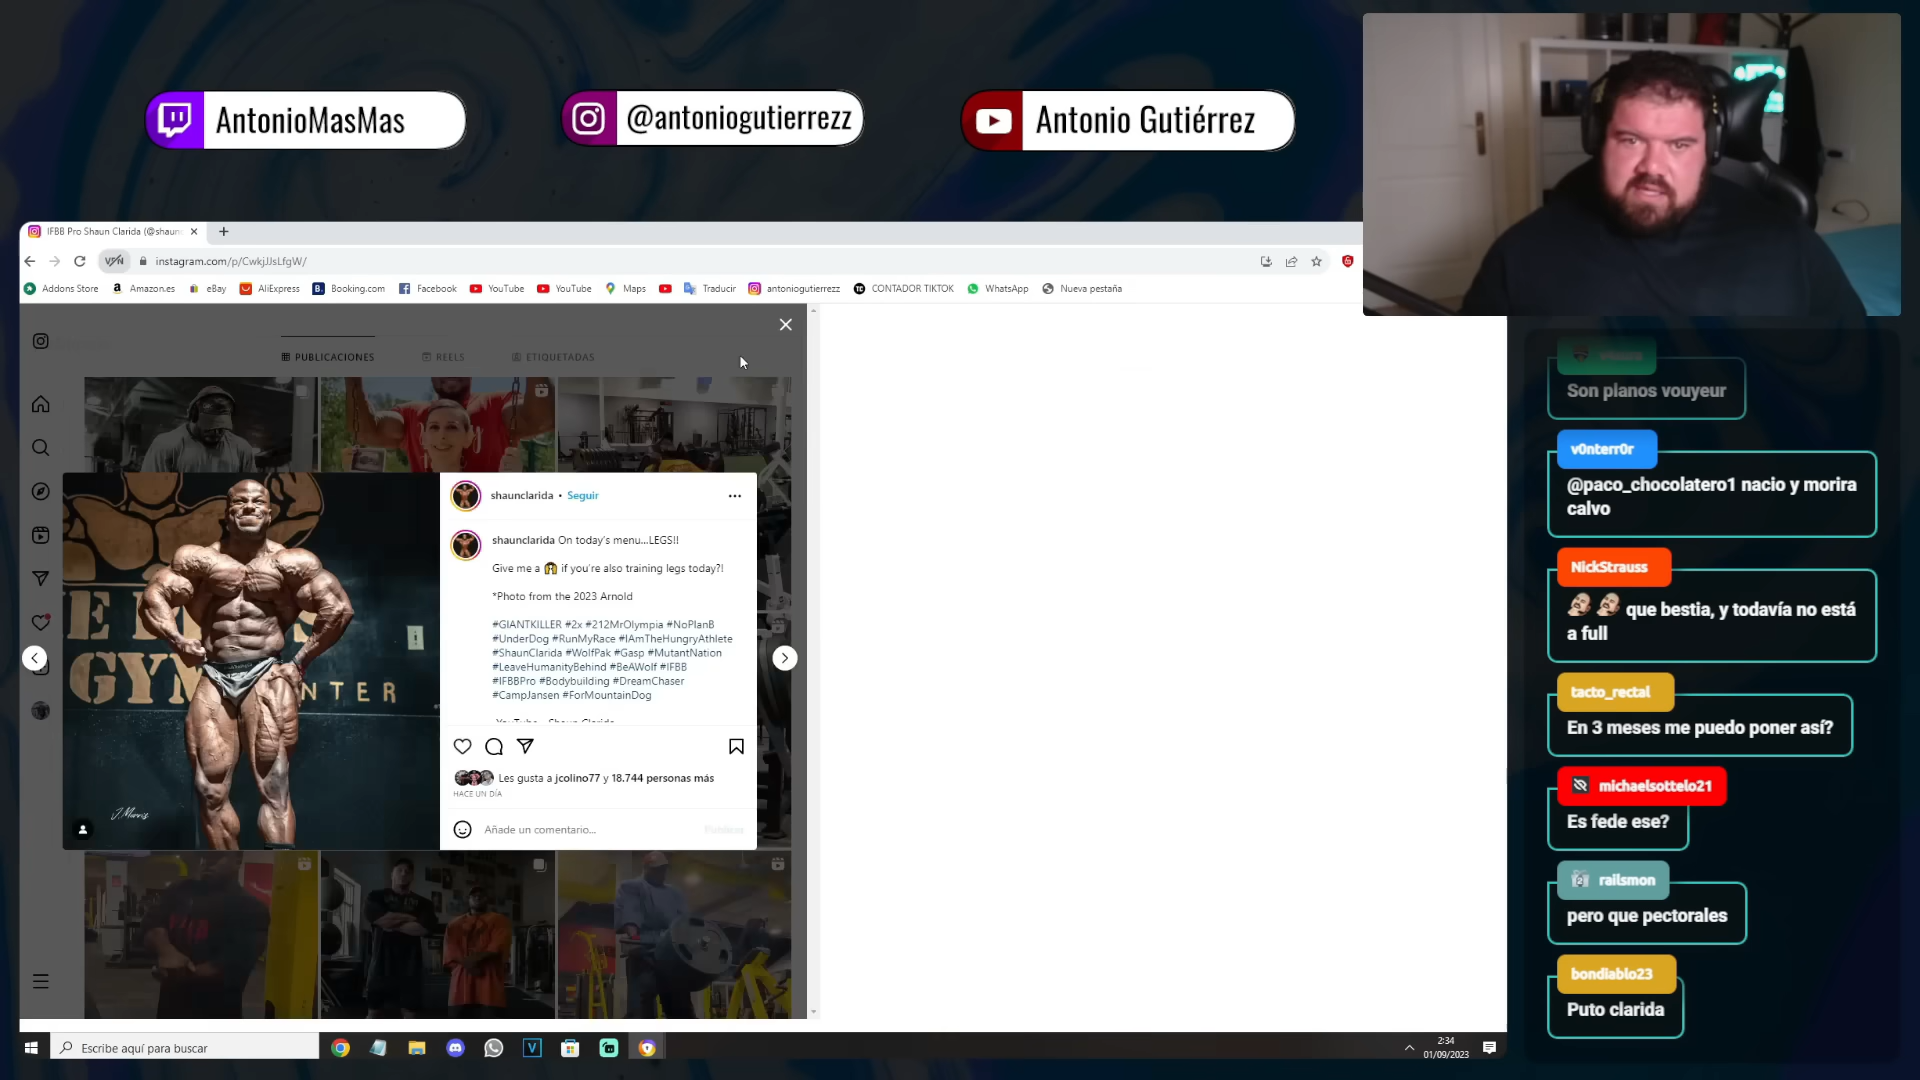 AntonioMasMas
@antoniogutierrezz
Antonio Gutiérrez
IFBB Pro Shaun Clarida (@shaun
VPN
instagram.com/p/CwkjJJsLfgW/
Addons Store
Amazon.es
eBay
AliExpress
Booking.com
Facebook
YouTube
YouTube
Maps
Traducir
antoniogutierrezz
CONTADOR TIKTOK
WhatsApp
Nueva pestaña
PUBLICACIONES
REELS
ETIQUETADAS
GYM
NTER
J.Morris
shaunclarida • Seguir
shaunclarida On today's menu...LEGS!!
Give me a 🙌 if you're also training legs today?!
*Photo from the 2023 Arnold
#GIANTKILLER #2x #212MrOlympia #NoPlanB
#UnderDog #RunMyRace #IAmTheHungryAthlete
#ShaunClarida #WolfPak #Gasp #MutantNation
#LeaveHumanityBehind #BeAWolf #IFBB
#IFBBPro #Bodybuilding #DreamChaser
#CampJansen #ForMountainDog
Les gusta a jcolino77 y 18.744 personas más
HACE UN DÍA
Añade un comentario...
Publicar
Son planos vouyeur
v0nterr0r
@paco_chocolatero1 nacio y morira
calvo
NickStrauss
que bestia, y todavía no está
a full
tacto_rectal
En 3 meses me puedo poner así?
michaelsottelo21
Es fede ese?
railsmon
pero que pectorales
bondiablo23
Puto clarida
Escribe aquí para buscar
2:34
01/09/2023